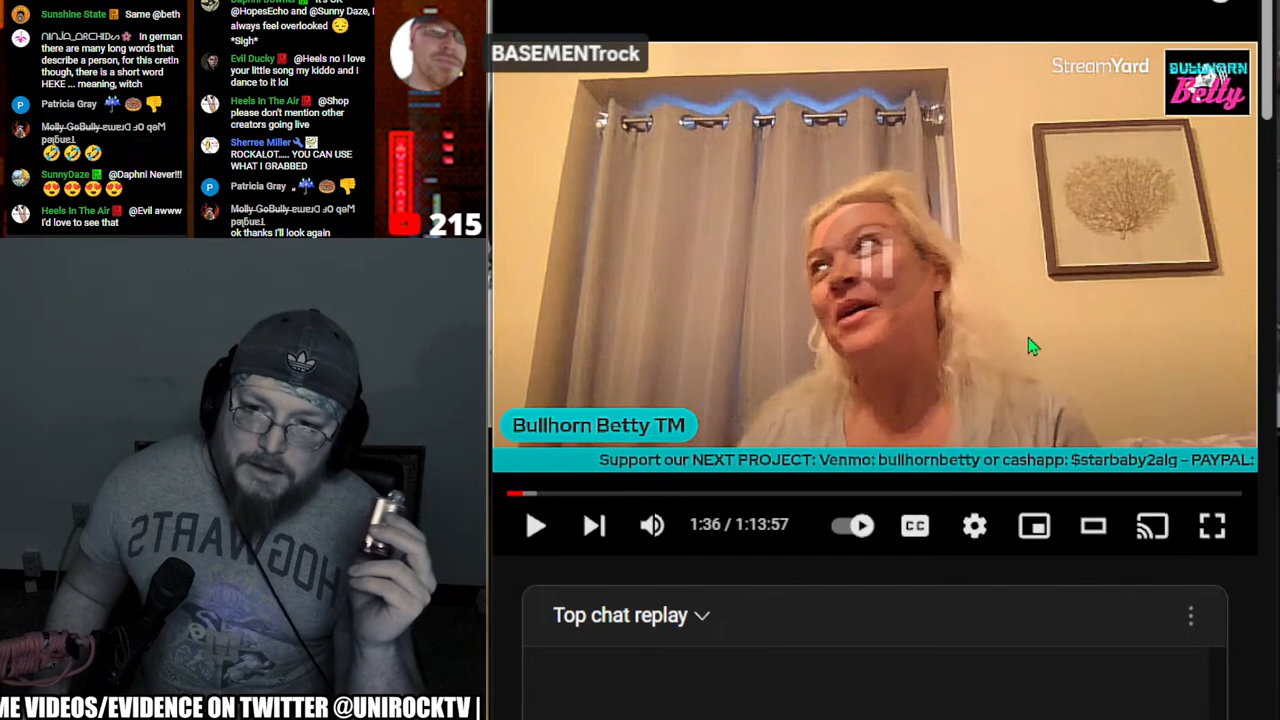 Sunshine State Same @beth
ᑎIᑎᒍᗩ_OᖇᑕᕼIᗪS In german
there are many long words that
describe a person, for this cretin
though, there is a short word
HEKE ... meaning, witch
Patricia Gray
SunnyDaze @Daphni Never!!!
Heels In The Air @Evil awww
I'd love to see that
@HopesEcho and @Sunny Daze, I
always feel overlooked
*Sigh*
Evil Ducky @Heels no I love
your little song my kiddo and I
dance to it lol
Heels In The Air @Shop
please don't mention other
creators going live
Sherree Miller
ROCKALOT..... YOU CAN USE
WHAT I GRABBED
Patricia Gray „
ok thanks I'll look again
215
BASEMENTrock
StreamYard
BULLHORN
Betty
HOGWARTS
Bullhorn Betty TM
Support our NEXT PROJECT: Venmo: bullhornbetty or cashapp: $starbaby2alg - PAYPAL:
1:36 / 1:13:57
CC
Top chat replay
ME VIDEOS/EVIDENCE ON TWITTER @UNIROCKTV |